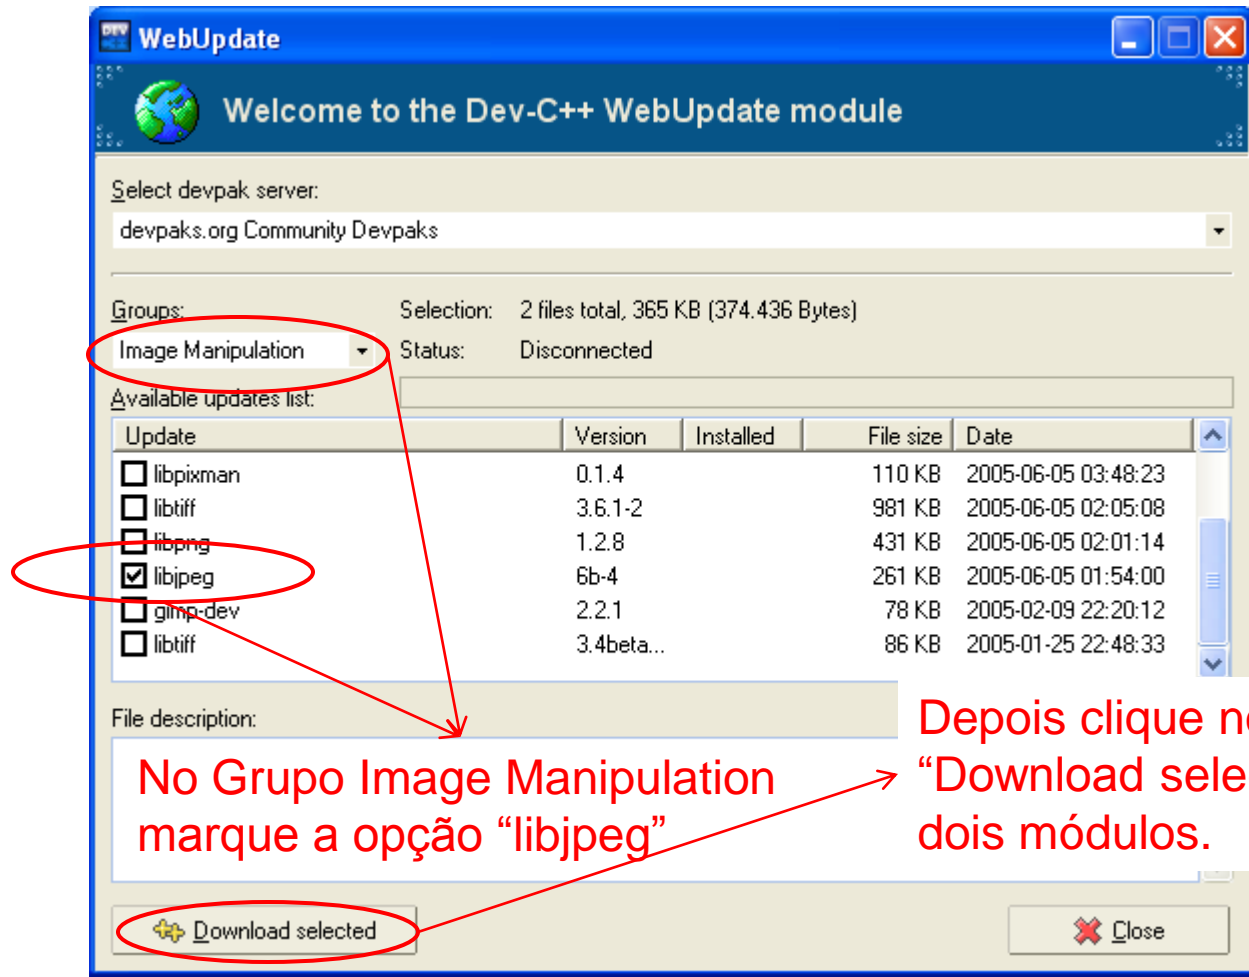 WebUpdate
Welcome to the Dev-C++ WebUpdate module
Select devpak server:
devpaks.org Community Devpaks
Groups: Selection: 2 files total, 365 KB (374.436 Bytes)
Image Manipulation Status: Disconnected
Available updates list:
Update Version Installed File size Date
libpixman 0.1.4 110 KB 2005-06-05 03:48:23
libtiff 3.6.1-2 981 KB 2005-06-05 02:05:08
libpng 1.2.8 431 KB 2005-06-05 02:01:14
libjpeg 6b-4 261 KB 2005-06-05 01:54:00
gimp-dev 2.2.1 78 KB 2005-02-09 22:20:12
libtiff 3.4beta... 86 KB 2005-01-25 22:48:33
File description:
No Grupo Image Manipulation
marque a opção “libjpeg”
Depois clique
“Download
dois módulos.
Download selected
Close